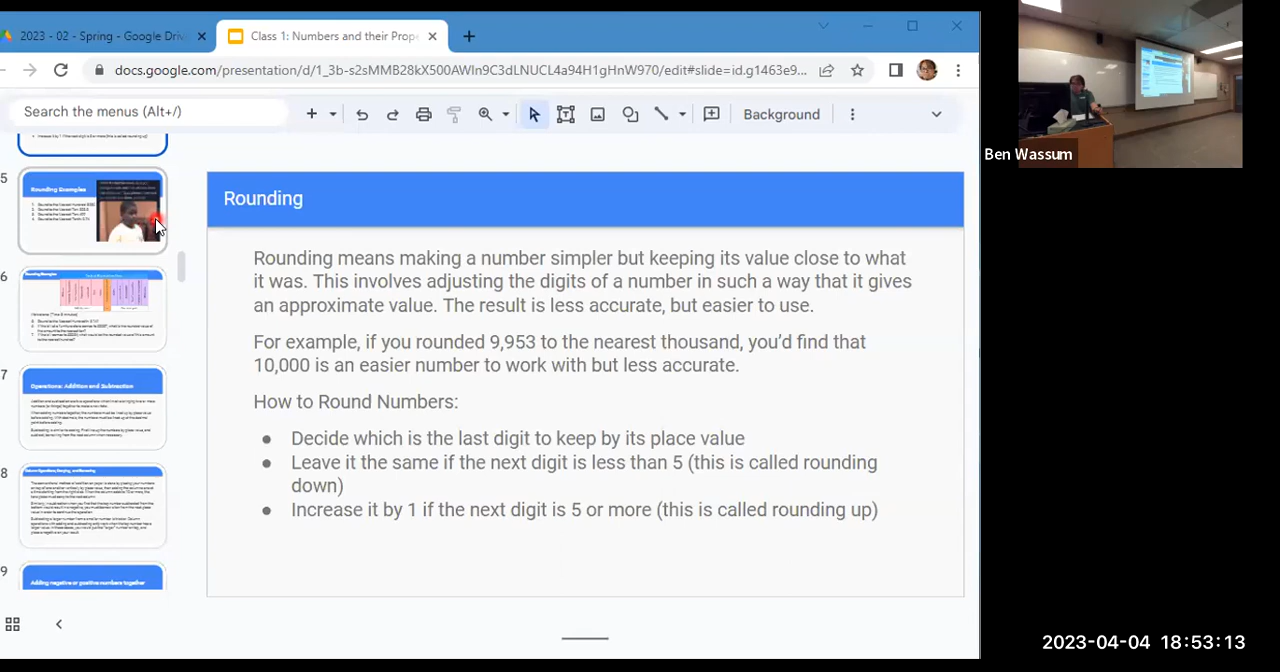 2023 - 02 - Spring - Google Driv
Class 1: Numbers and their Prope
docs.google.com/presentation/d/1_3b-s2sMMB28kX500AWIn9C3dLNUCL4a94H1gHnW970/edit#slide=id.g1463e9...
Search the menus (Alt+/)
Background
5
Rounding Examples
6
7
Operations: Addition and Subtraction
8
9
Adding negative or positive numbers together
Rounding
Rounding means making a number simpler but keeping its value close to what
it was. This involves adjusting the digits of a number in such a way that it gives
an approximate value. The result is less accurate, but easier to use.
For example, if you rounded 9,953 to the nearest thousand, you'd find that
10,000 is an easier number to work with but less accurate.
How to Round Numbers:
● Decide which is the last digit to keep by its place value
● Leave it the same if the next digit is less than 5 (this is called rounding
down)
● Increase it by 1 if the next digit is 5 or more (this is called rounding up)
Ben Wassum
2023-04-04 18:53:13